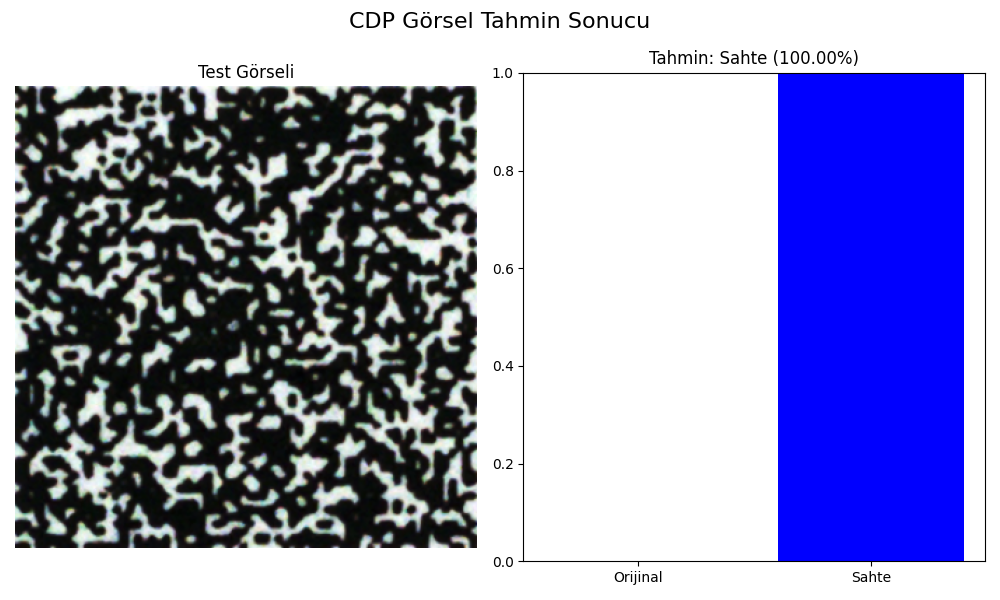 CDP Görsel Tahmin Sonucu
Test Görseli
Tahmin: Sahte (100.00%)
1.0
0.8
0.6
0.4
0.2
0.0
Orijinal
Sahte